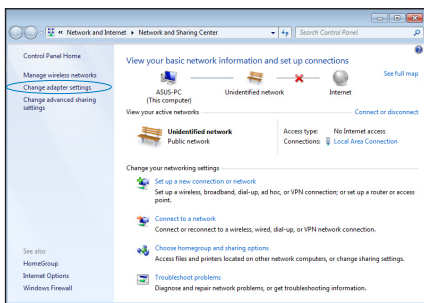 « Network and Internet ▸ Network and Sharing Center
Search Control Panel
Control Panel Home
Manage wireless networks
Change adapter settings
Change advanced sharing
settings
See also
HomeGroup
Internet Options
Windows Firewall
View your basic network information and set up connections
See full map
ASUS-PC
(This computer)
Unidentified network
Internet
View your active networks
Connect or disconnect
Unidentified network
Public network
Access type: No Internet access
Connections: Local Area Connection
Change your networking settings
Set up a new connection or network
Set up a wireless, broadband, dial-up, ad hoc, or VPN connection; or set up a router or access
point.
Connect to a network
Connect or reconnect to a wireless, wired, dial-up, or VPN network connection.
Choose homegroup and sharing options
Access files and printers located on other network computers, or change sharing settings.
Troubleshoot problems
Diagnose and repair network problems, or get troubleshooting information.